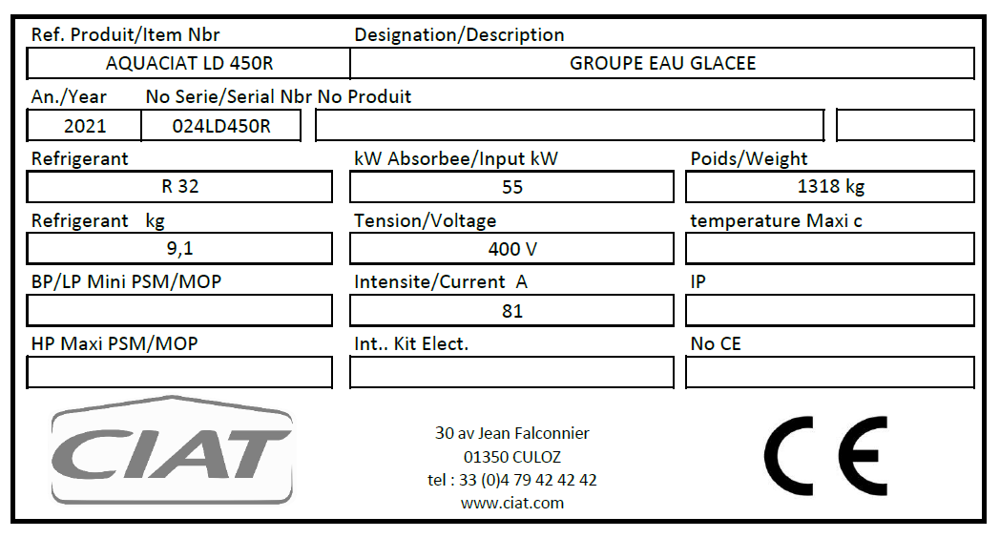 Ref. Produit/Item Nbr Designation/Description
AQUACIAT LD 450R GROUPE EAU GLACEE
An./Year No Serie/Serial Nbr No Produit
2021 024LD450R
Refrigerant kW Absorbee/Input kW Poids/Weight
R 32 55 1318 kg
Refrigerant kg Tension/Voltage temperature Maxi c
9,1 400 V
BP/LP Mini PSM/MOP Intensite/Current A IP
81
HP Maxi PSM/MOP Int.. Kit Elect. No CE
CIAT
30 av Jean Falconnier
01350 CULOZ
tel : 33 (0)4 79 42 42 42
www.ciat.com
CE